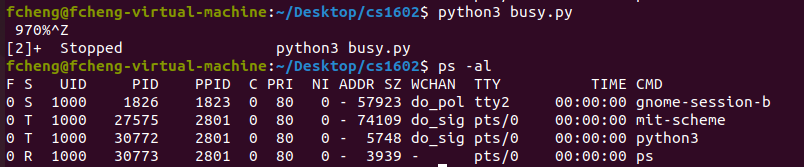 fcheng@fcheng-virtual-machine:~/Desktop/cs1602$ python3 busy.py
 970%^Z
[2]+  Stopped                 python3 busy.py
fcheng@fcheng-virtual-machine:~/Desktop/cs1602$ ps -al
F S   UID     PID    PPID  C PRI  NI ADDR SZ WCHAN  TTY          TIME CMD
0 S  1000    1826    1823  0  80   0 - 57923 do_pol tty2     00:00:00 gnome-session-b
0 T  1000   27575    2801  0  80   0 - 74109 do_sig pts/0    00:00:00 mit-scheme
0 T  1000   30772    2801  0  80   0 -  5748 do_sig pts/0    00:00:00 python3
0 R  1000   30773    2801  0  80   0 -  3939 -      pts/0    00:00:00 ps